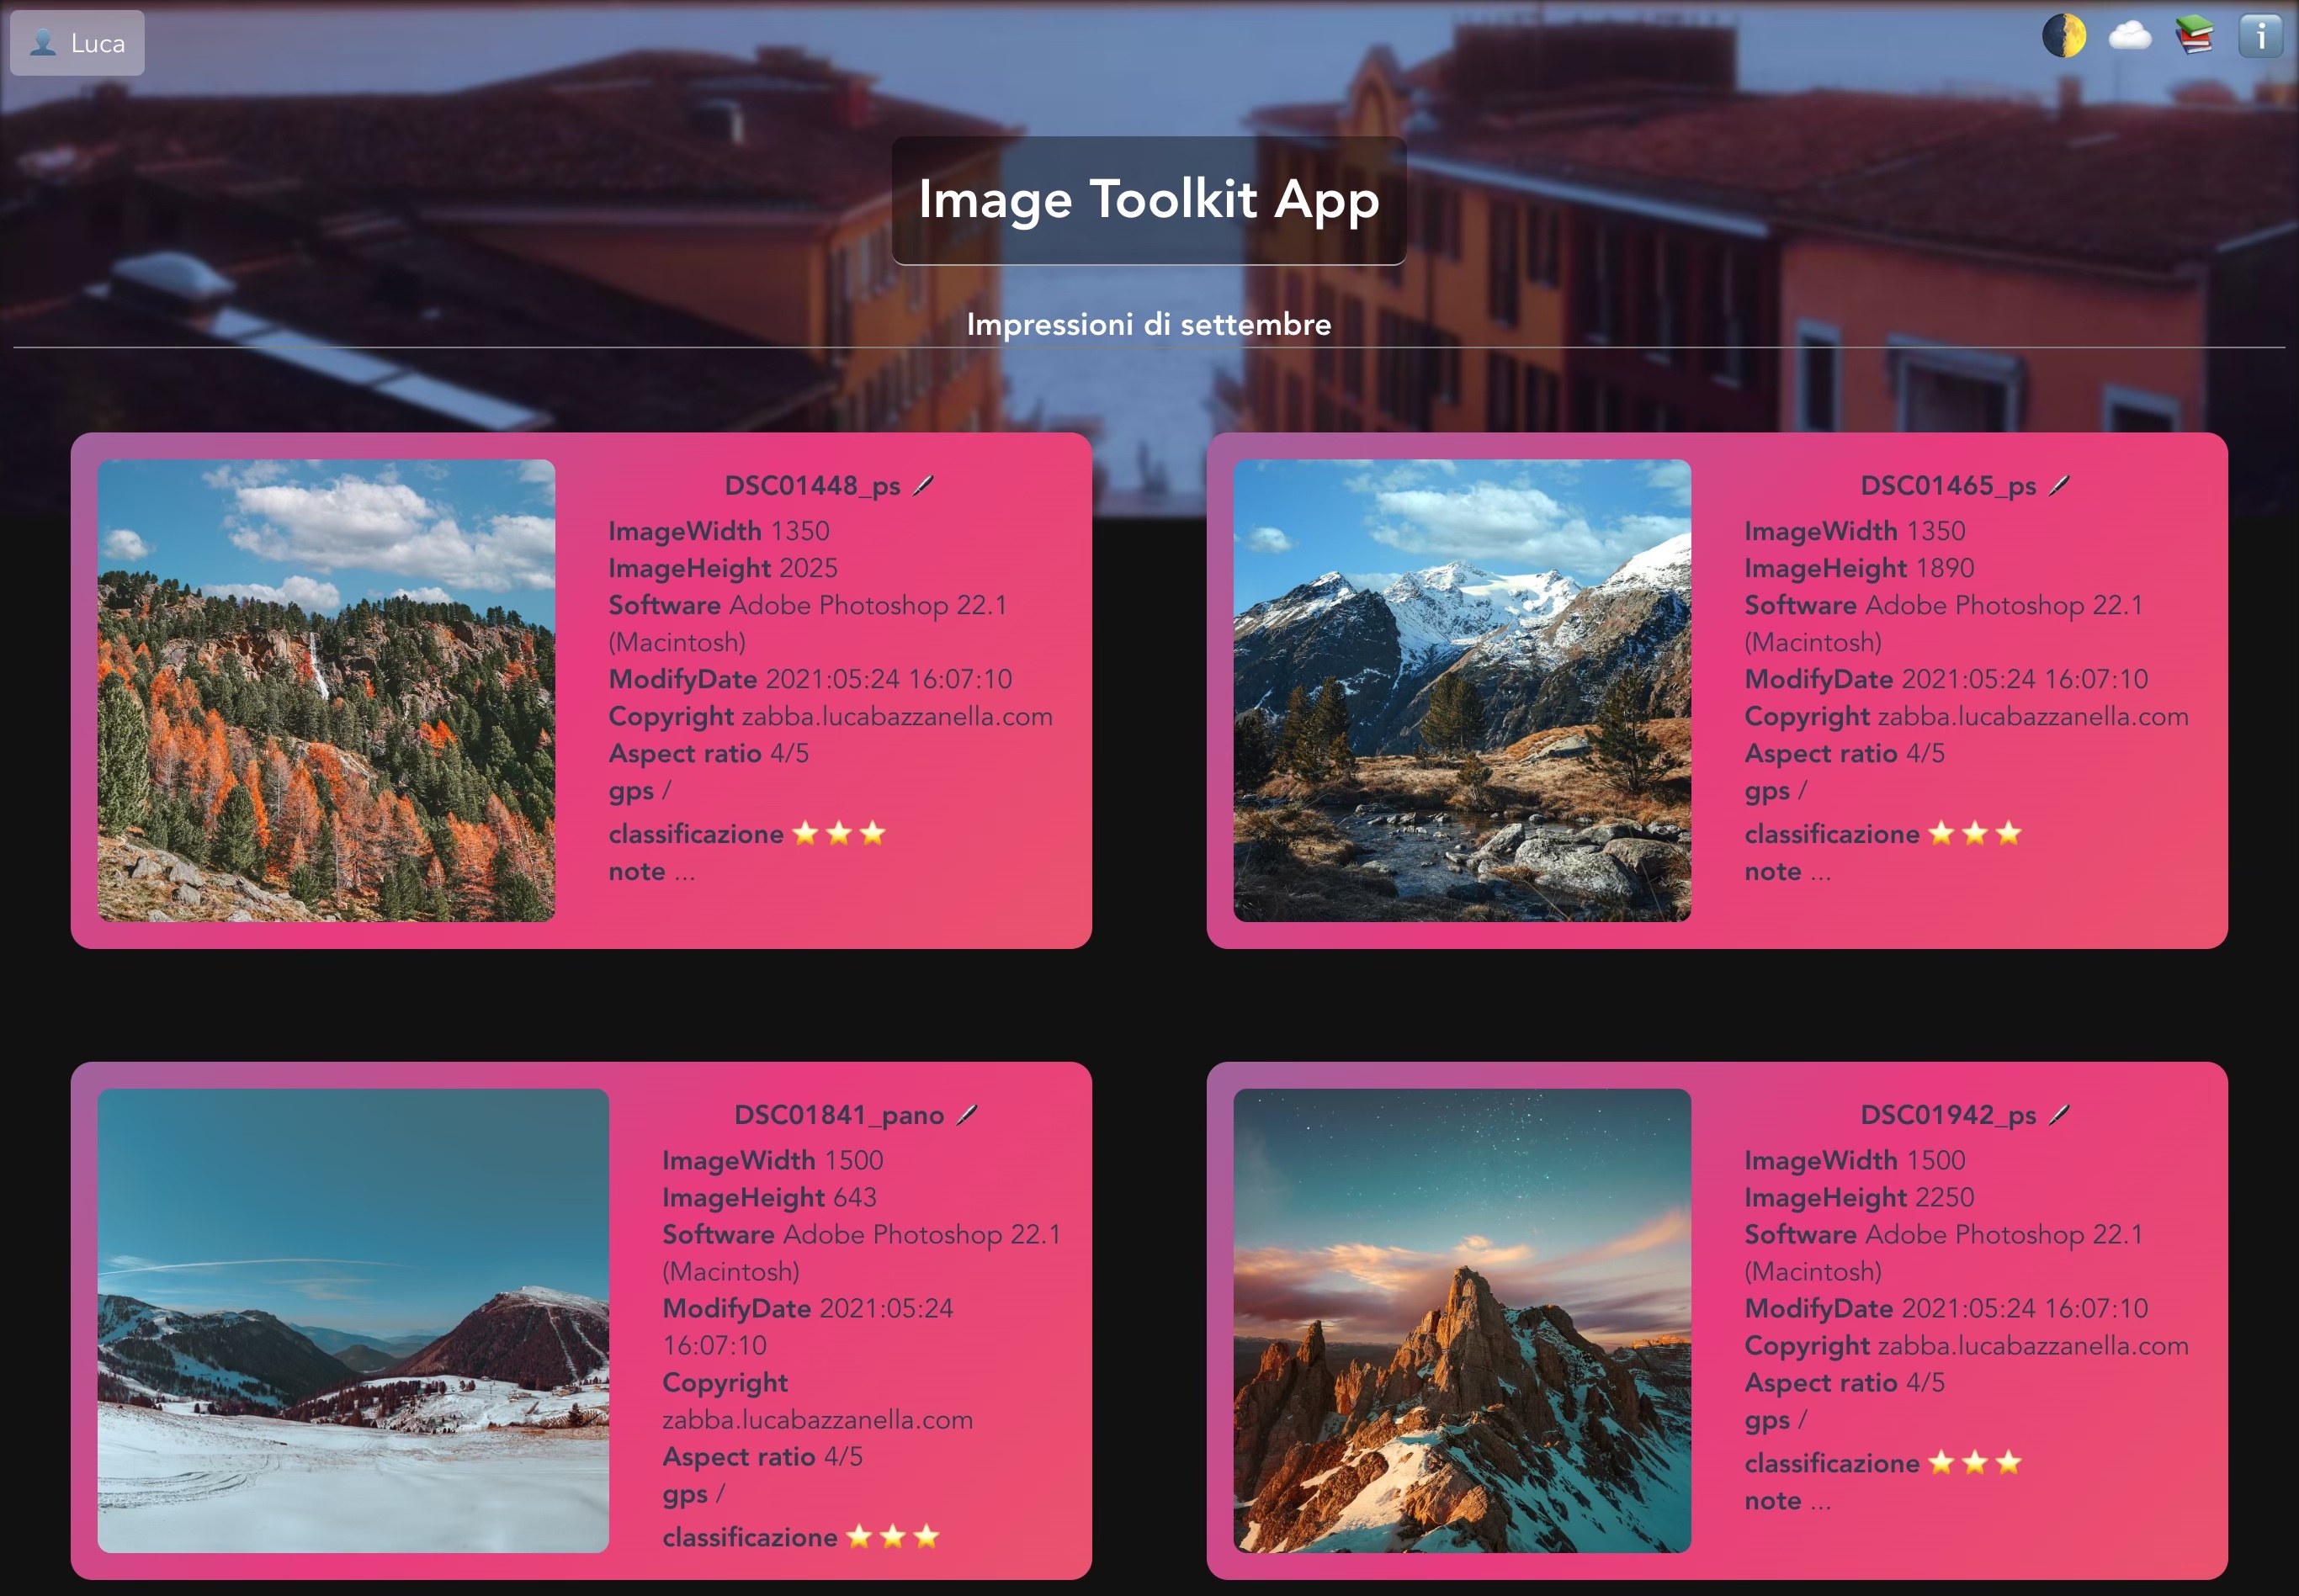 Luca
Image Toolkit App
Impressioni di settembre
DSC01448_ps
ImageWidth 1350
ImageHeight 2025
Software Adobe Photoshop 22.1
(Macintosh)
ModifyDate 2021:05:24 16:07:10
Copyright zabba.lucabazzanella.com
Aspect ratio 4/5
gps /
classificazione ⭐⭐⭐
note ...
DSC01465_ps
ImageWidth 1350
ImageHeight 1890
Software Adobe Photoshop 22.1
(Macintosh)
ModifyDate 2021:05:24 16:07:10
Copyright zabba.lucabazzanella.com
Aspect ratio 4/5
gps /
classificazione ⭐⭐⭐
note ...
DSC01841_pano
ImageWidth 1500
ImageHeight 643
Software Adobe Photoshop 22.1
(Macintosh)
ModifyDate 2021:05:24
16:07:10
Copyright
zabba.lucabazzanella.com
Aspect ratio 4/5
gps /
classificazione ⭐⭐⭐
DSC01942_ps
ImageWidth 1500
ImageHeight 2250
Software Adobe Photoshop 22.1
(Macintosh)
ModifyDate 2021:05:24 16:07:10
Copyright zabba.lucabazzanella.com
Aspect ratio 4/5
gps /
classificazione ⭐⭐⭐
note ...